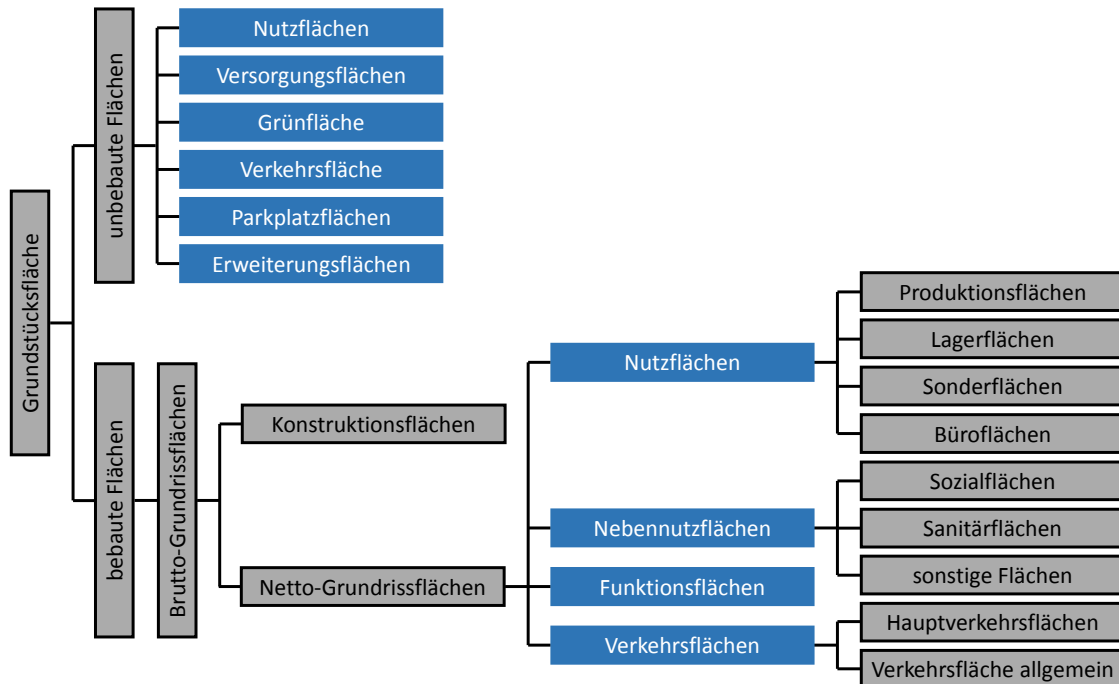 Grundstücksfläche
unbebaute Flächen
Nutzflächen
Versorgungsflächen
Grünfläche
Verkehrsfläche
Parkplatzflächen
Erweiterungsflächen
bebaute Flächen
Brutto-Grundrissflächen
Konstruktionsflächen
Netto-Grundrissflächen
Nutzflächen
Produktionsflächen
Lagerflächen
Sonderflächen
Büroflächen
Nebennutzflächen
Sozialflächen
Sanitärflächen
sonstige Flächen
Funktionsflächen
Verkehrsflächen
Hauptverkehrsflächen
Verkehrsfläche allgemein